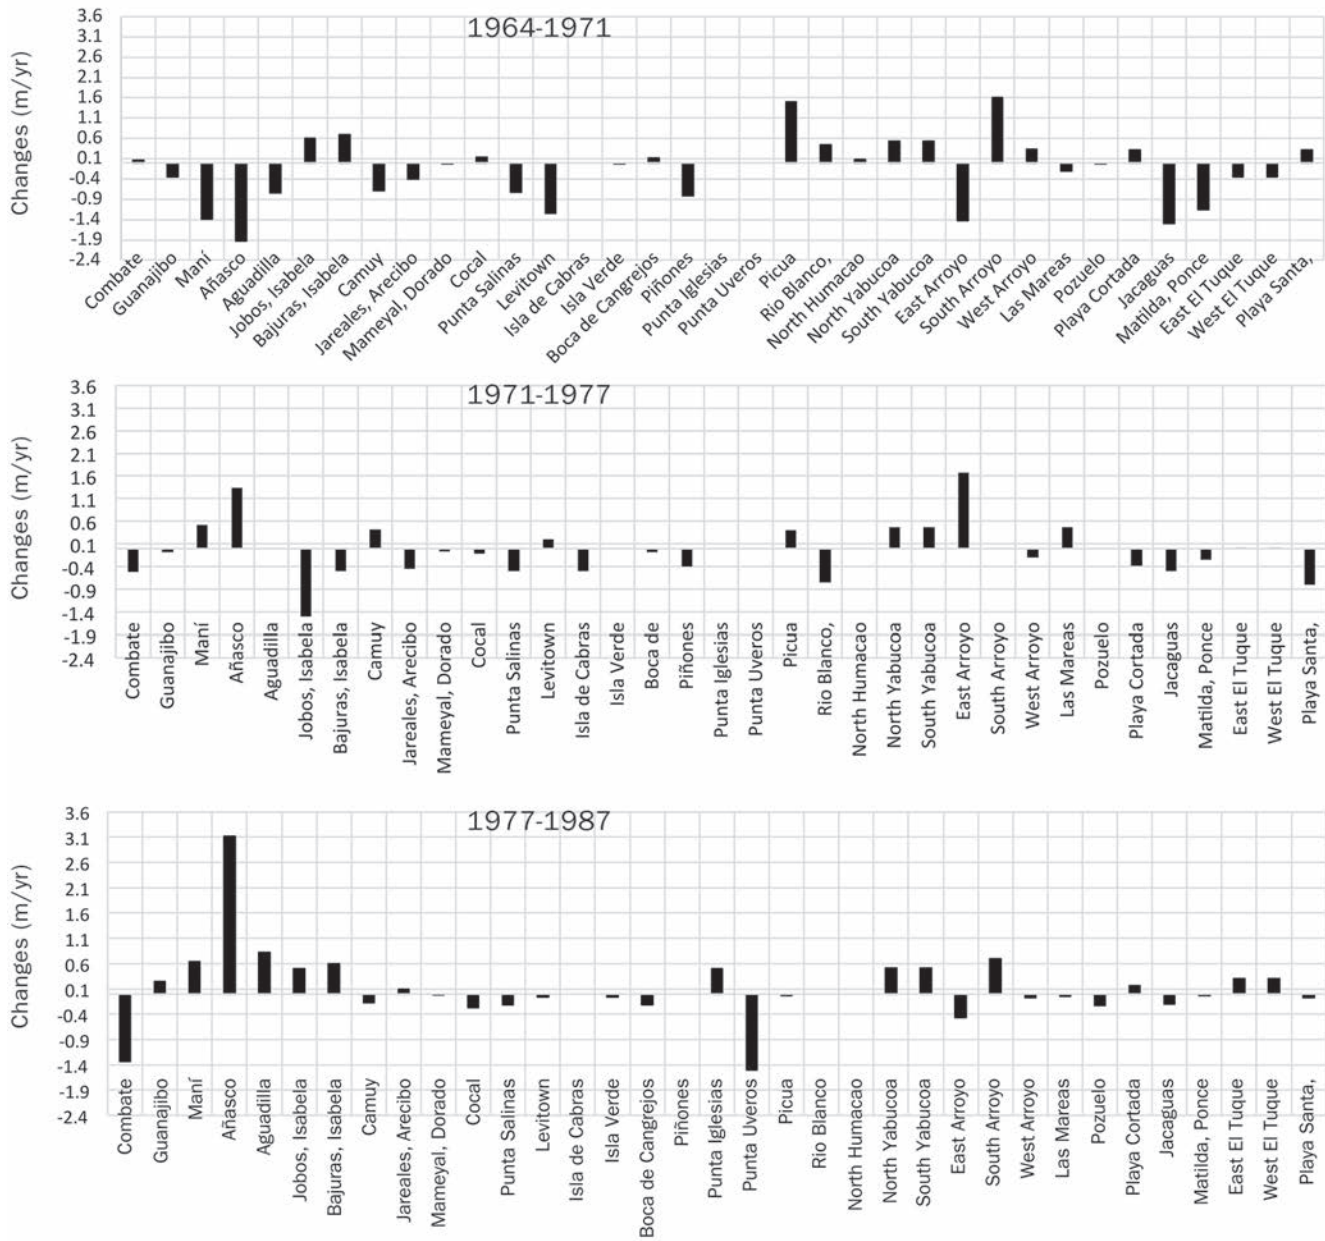 1964-1971
Changes (m/yr)
3.6
3.1
2.6
2.1
1.6
1.1
0.6
0.1
-0.4
-0.9
-1.4
-1.9
-2.4
Combate
Guanajibo
Maní
Añasco
Aguadilla
Jobos, Isabela
Bajuras, Isabela
Camuy
Jareales, Arecibo
Mameyal, Dorado
Cocal
Punta Salinas
Levitown
Isla de Cabras
Isla Verde
Boca de Cangrejos
Piñones
Punta Iglesias
Punta Uveros
Picua
Rio Blanco,
North Humacao
North Yabucoa
South Yabucoa
East Arroyo
South Arroyo
West Arroyo
Las Mareas
Pozuelo
Playa Cortada
Jacaguas
Matilda, Ponce
East El Tuque
West El Tuque
Playa Santa,
1971-1977
Changes (m/yr)
3.6
3.1
2.6
2.1
1.6
1.1
0.6
0.1
-0.4
-0.9
-1.4
-1.9
-2.4
Combate
Guanajibo
Maní
Añasco
Aguadilla
Jobos, Isabela
Bajuras, Isabela
Camuy
Jareales, Arecibo
Mameyal, Dorado
Cocal
Punta Salinas
Levitown
Isla de Cabras
Isla Verde
Boca de
Piñones
Punta Iglesias
Punta Uveros
Picua
Rio Blanco,
North Humacao
North Yabucoa
South Yabucoa
East Arroyo
South Arroyo
West Arroyo
Las Mareas
Pozuelo
Playa Cortada
Jacaguas
Matilda, Ponce
East El Tuque
West El Tuque
Playa Santa,
1977-1987
Changes (m/yr)
3.6
3.1
2.6
2.1
1.6
1.1
0.6
0.1
-0.4
-0.9
-1.4
-1.9
-2.4
Combate
Guanajibo
Maní
Añasco
Aguadilla
Jobos, Isabela
Bajuras, Isabela
Camuy
Jareales, Arecibo
Mameyal, Dorado
Cocal
Punta Salinas
Levitown
Isla de Cabras
Isla Verde
Boca de Cangrejos
Piñones
Punta Iglesias
Punta Uveros
Picua
Rio Blanco
North Humacao
North Yabucoa
South Yabucoa
East Arroyo
South Arroyo
West Arroyo
Las Mareas
Pozuelo
Playa Cortada
Jacaguas
Matilda, Ponce
East El Tuque
West El Tuque
Playa Santa,